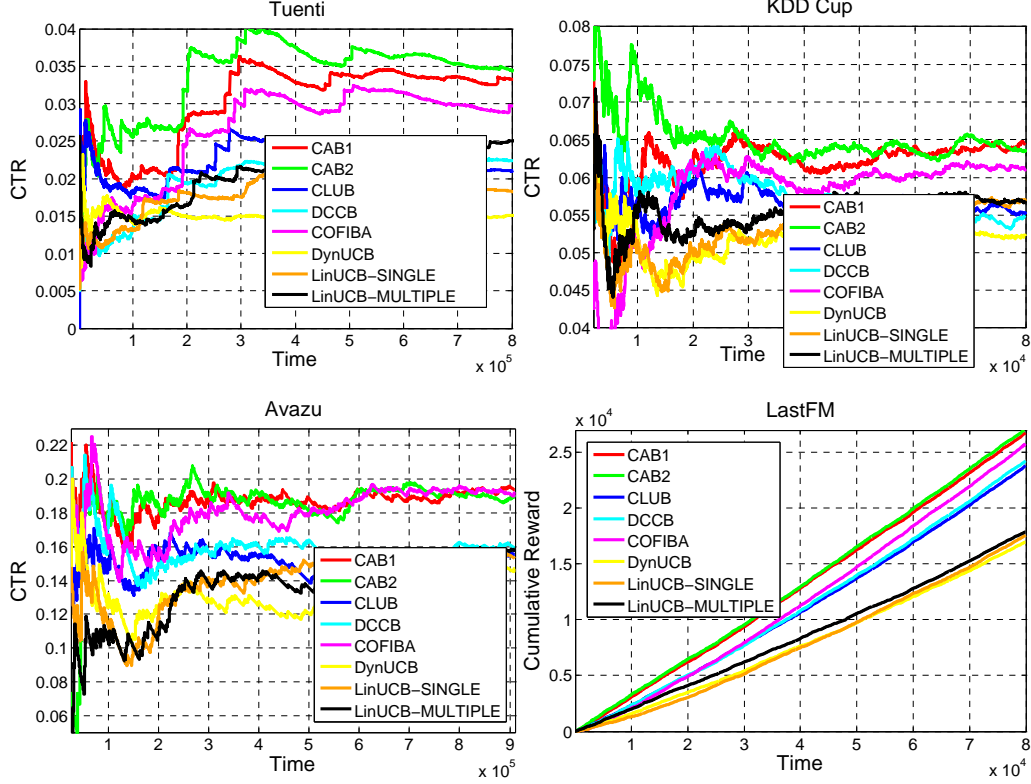 Tuenti
0.04
0.035
0.03
0.025
0.02
0.015
0.01
0.005
0
CTR
1 2 3 4 5 6 7 8
Time
x 10^5
CAB1
CAB2
CLUB
DCCB
COFIBA
DynUCB
LinUCB−SINGLE
LinUCB−MULTIPLE
KDD Cup
0.08
0.075
0.07
0.065
0.06
0.055
0.05
0.045
0.04
CTR
1 2 3 8
Time
x 10^4
CAB1
CAB2
CLUB
DCCB
COFIBA
DynUCB
LinUCB−SINGLE
LinUCB−MULTIPLE
Avazu
0.22
0.2
0.18
0.16
0.14
0.12
0.1
0.08
0.06
CTR
1 2 3 4 5 6 7 8 9
Time
x 10^5
CAB1
CAB2
CLUB
DCCB
COFIBA
DynUCB
LinUCB−SINGLE
LinUCB−MULTIPLE
LastFM
x 10^4
2.5
2
1.5
1
0.5
0
Cumulative Reward
1 2 3 4 5 6 7 8
Time
x 10^4
CAB1
CAB2
CLUB
DCCB
COFIBA
DynUCB
LinUCB−SINGLE
LinUCB−MULTIPLE